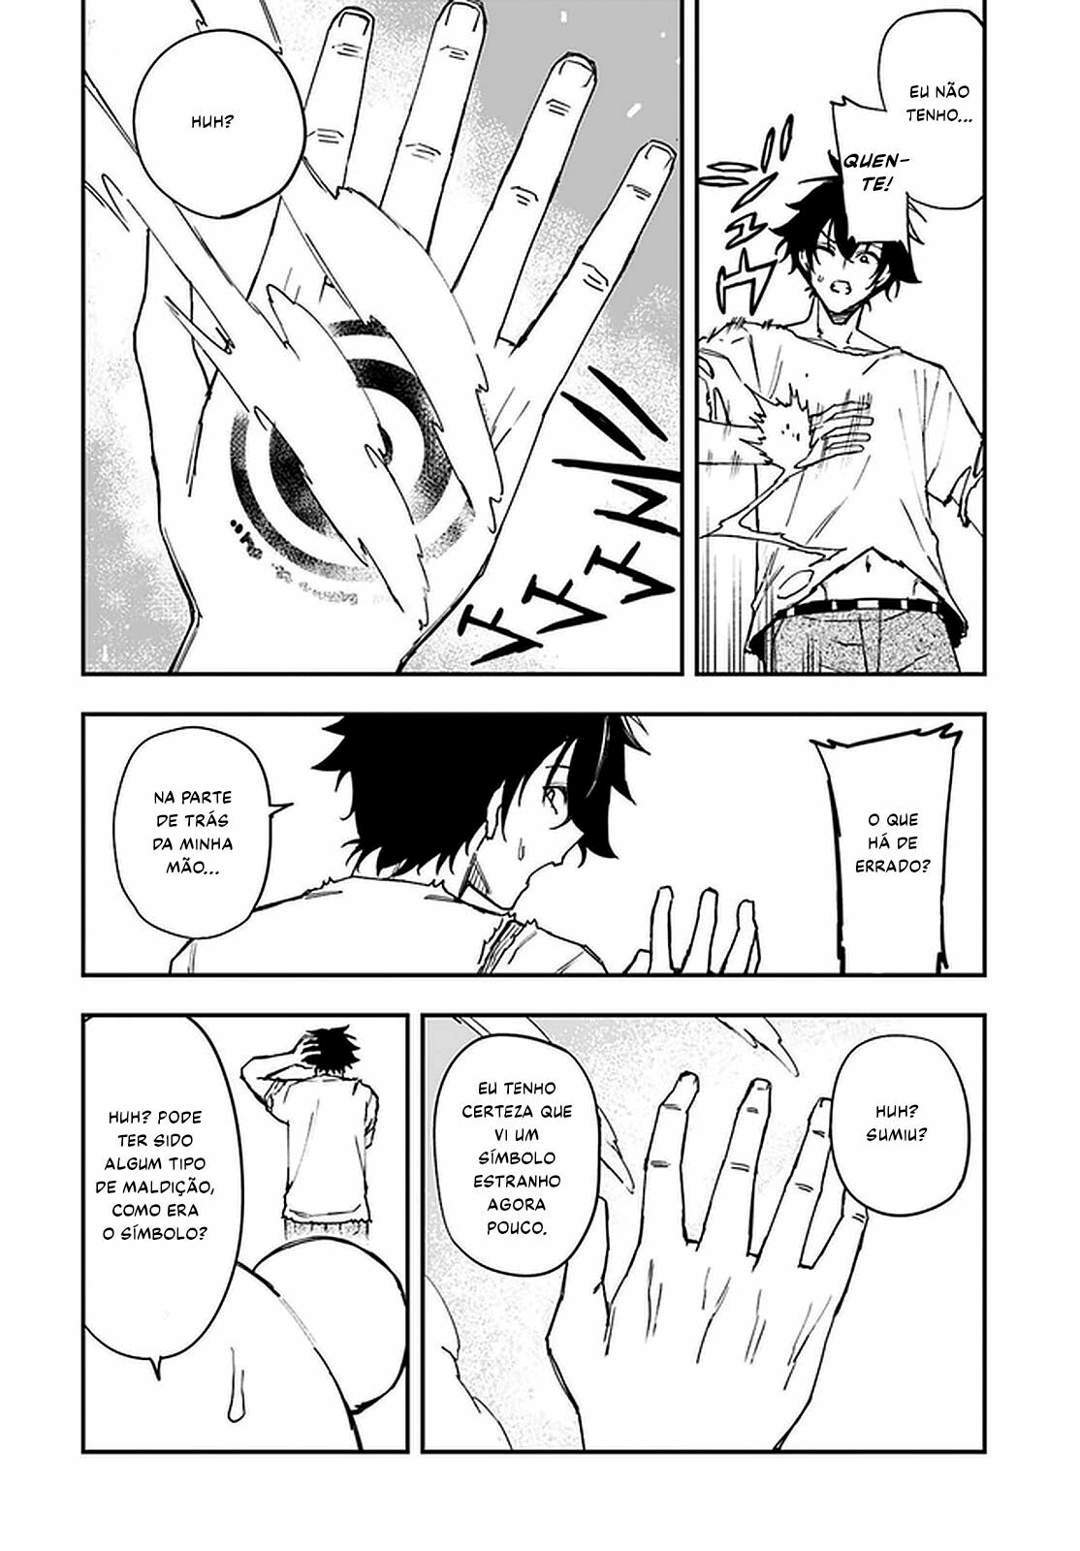 EU NÃO
TENHO...
QUEN-
TE!
HUH?
O QUE
HÁ DE
ERRADO?
NA PARTE
DE TRÁS
DA MINHA
MÃO...
HUH?
SUMIU?
EU TENHO
CERTEZA QUE
VI UM
SÍMBOLO
ESTRANHO
AGORA
POUCO.
HUH? PODE
TER SIDO
ALGUM TIPO
DE MALDIÇÃO,
COMO ERA
O SÍMBOLO?